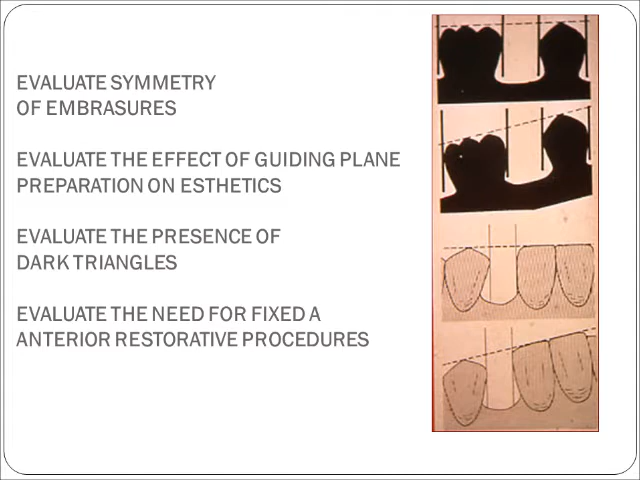 EVALUATE SYMMETRY
OF EMBRASURES
EVALUATE THE EFFECT OF GUIDING PLANE
PREPARATION ON ESTHETICS
EVALUATE THE PRESENCE OF
DARK TRIANGLES
EVALUATE THE NEED FOR FIXED A
ANTERIOR RESTORATIVE PROCEDURES